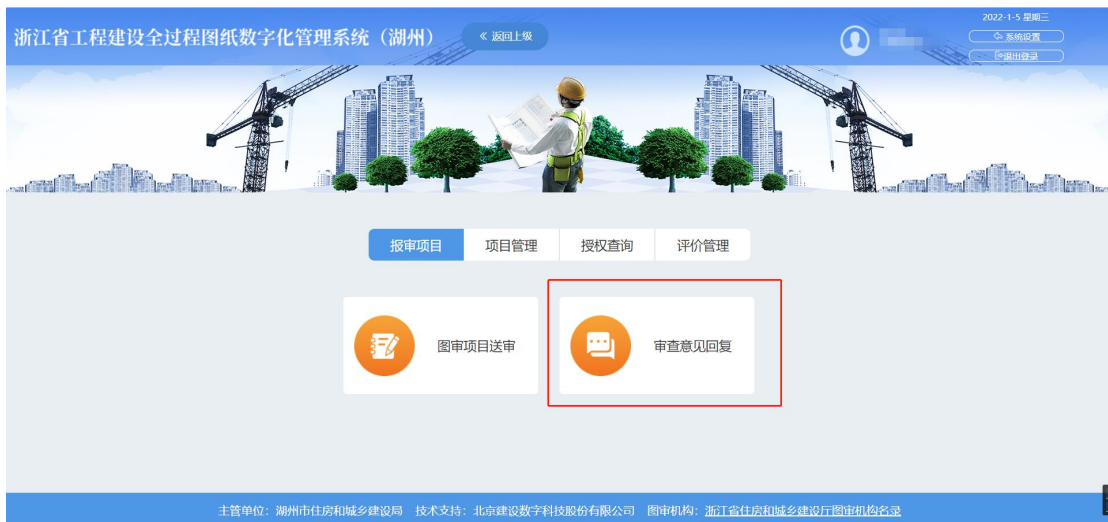 2022-1-5 星期三
浙江省工程建设全过程图纸数字化管理系统（湖州）
《 返回上级
系统设置
退出登录
报审项目 项目管理 授权查询 评价管理
图审项目送审
审查意见回复
主管单位：湖州市住房和城乡建设局 技术支持：北京建设数字科技股份有限公司 图审机构：浙江省住房和城乡建设厅图审机构名录